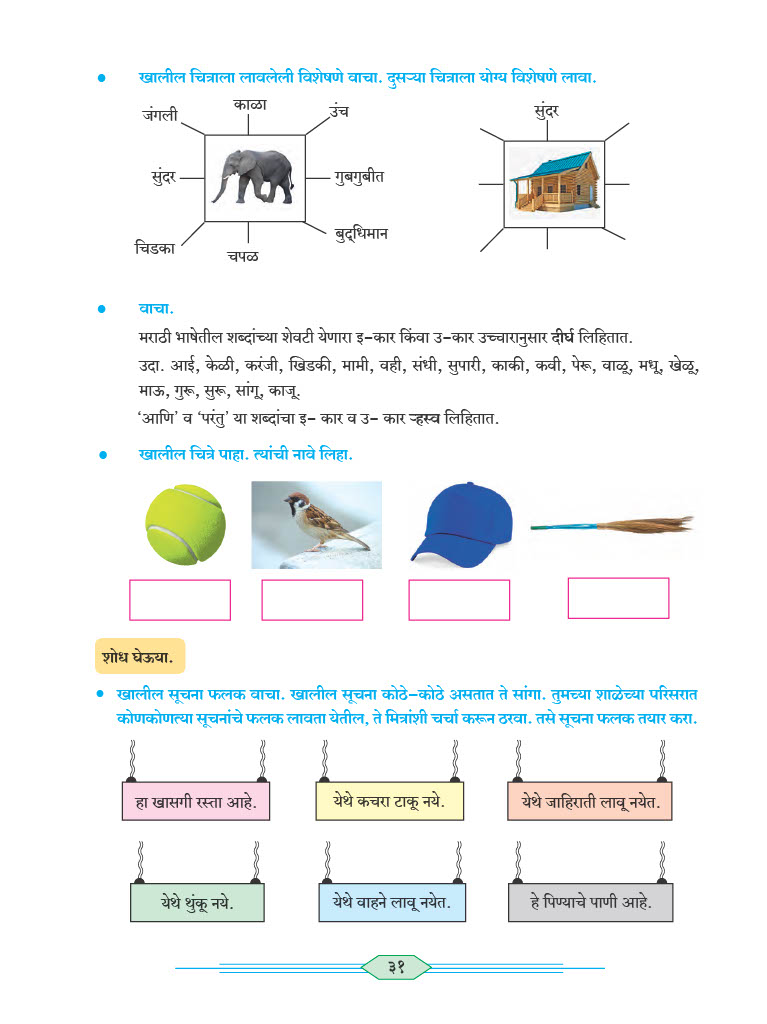 खालील चित्राला लावलेली विशेषणे वाचा. दुसऱ्या चित्राला योग्य विशेषणे लावा.
जंगली
काळा
उंच
सुंदर
गुबगुबीत
चिडका
चपळ
बुद्धिमान
सुंदर
वाचा.
मराठी भाषेतील शब्दांच्या शेवटी येणारा इ-कार किंवा उ-कार उच्चारानुसार दीर्घ लिहितात.
उदा. आई, केळी, करंजी, खिडकी, मामी, वही, संधी, सुपारी, काकी, कवी, पेरू, वाळू, मधू, खेळू,
माऊ, गुरू, सुरू, सांगू, काजू.
‘आणि’ व ‘परंतु’ या शब्दांचा इ- कार व उ- कार ऱ्हस्व लिहितात.
खालील चित्रे पाहा. त्यांची नावे लिहा.
शोध घेऊया.
खालील सूचना फलक वाचा. खालील सूचना कोठे-कोठे असतात ते सांगा. तुमच्या शाळेच्या परिसरात
कोणकोणत्या सूचनांचे फलक लावता येतील, ते मित्रांशी चर्चा करून ठरवा. तसे सूचना फलक तयार करा.
हा खासगी रस्ता आहे.
येथे कचरा टाकू नये.
येथे जाहिराती लावू नयेत.
येथे थुंकू नये.
येथे वाहने लावू नयेत.
हे पिण्याचे पाणी आहे.
३१